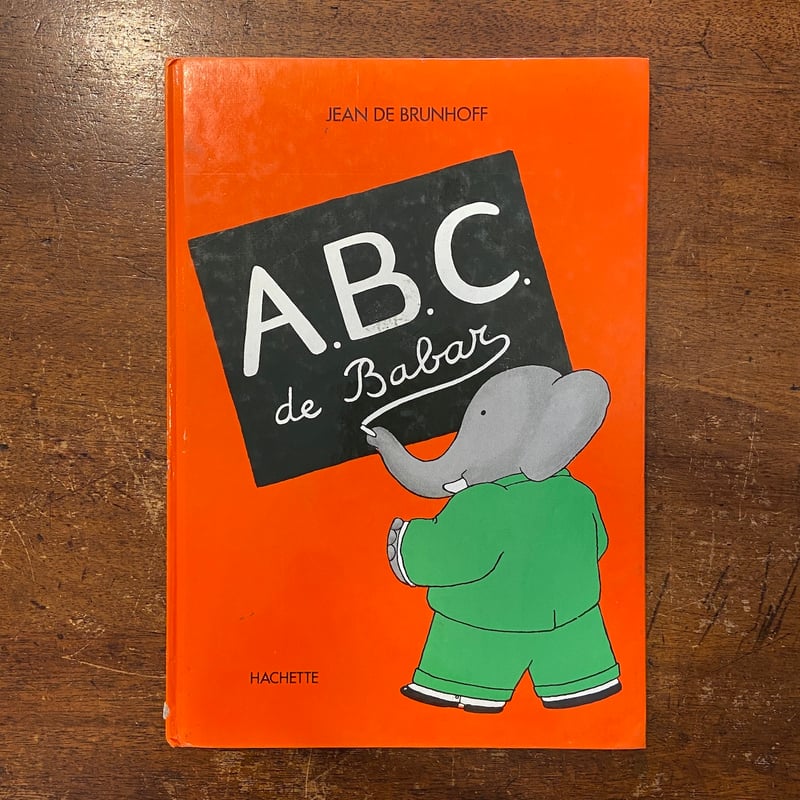 JEAN DE BRUNHOFF
A.B.C.
de Babar
HACHETTE